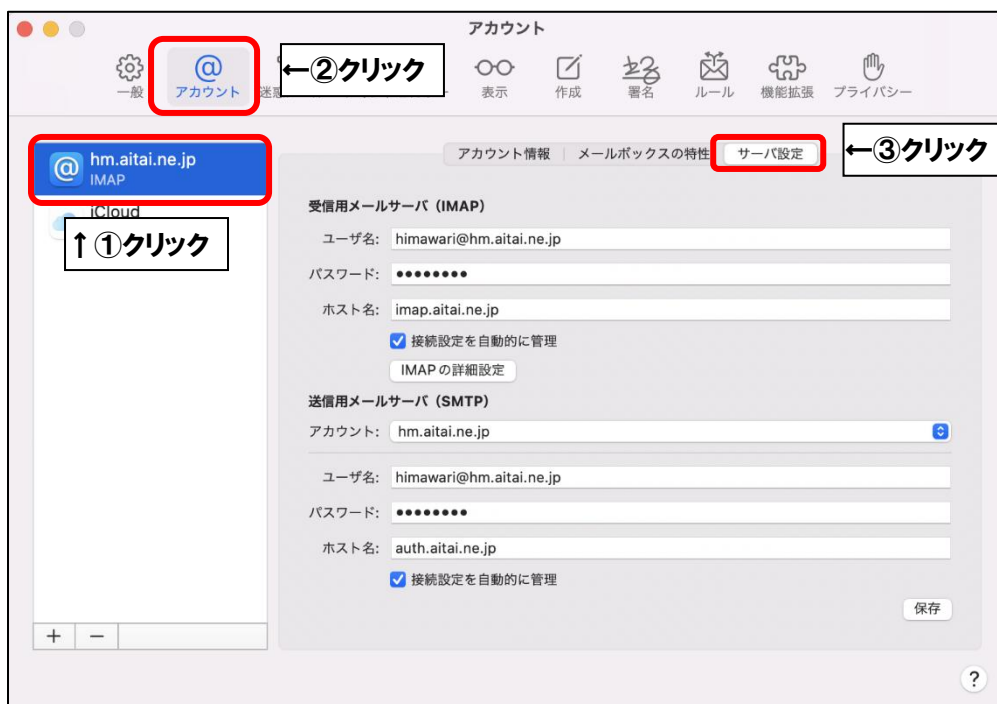 アカウント
一般
アカウント
←②クリック
表示
作成
署名
ルール
機能拡張
プライバシー
hm.aitai.ne.jp
IMAP
iCloud
↑①クリック
アカウント情報
メールボックスの特性
サーバ設定
←③クリック
受信用メールサーバ（IMAP）
ユーザ名: himawari@hm.aitai.ne.jp
パスワード: ●●●●●●●●
ホスト名: imap.aitai.ne.jp
接続設定を自動的に管理
IMAPの詳細設定
送信用メールサーバ（SMTP）
アカウント: hm.aitai.ne.jp
ユーザ名: himawari@hm.aitai.ne.jp
パスワード: ●●●●●●●●
ホスト名: auth.aitai.ne.jp
接続設定を自動的に管理
保存
+ −
?